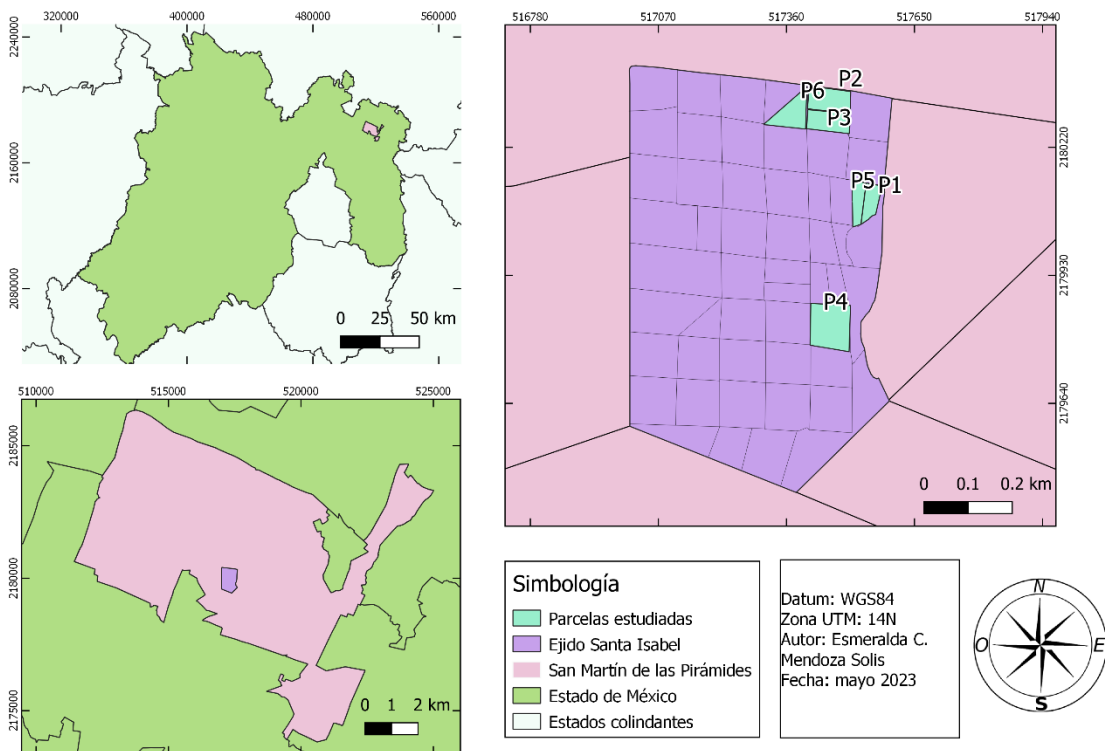 320000 400000 480000 560000
2240000
2160000
2080000
0 25 50 km
516780 517070 517360 517650 517940
2180220
2179930
2179640
P6 P2
P3
P5 P1
P4
0 0.1 0.2 km
510000 515000 520000 525000
2185000
2180000
2175000
0 1 2 km
Simbología
Parcelas estudiadas
Ejido Santa Isabel
San Martín de las Pirámides
Estado de México
Estados colindantes
Datum: WGS84
Zona UTM: 14N
Autor: Esmeralda C.
Mendoza Solis
Fecha: mayo 2023
N
O E
S